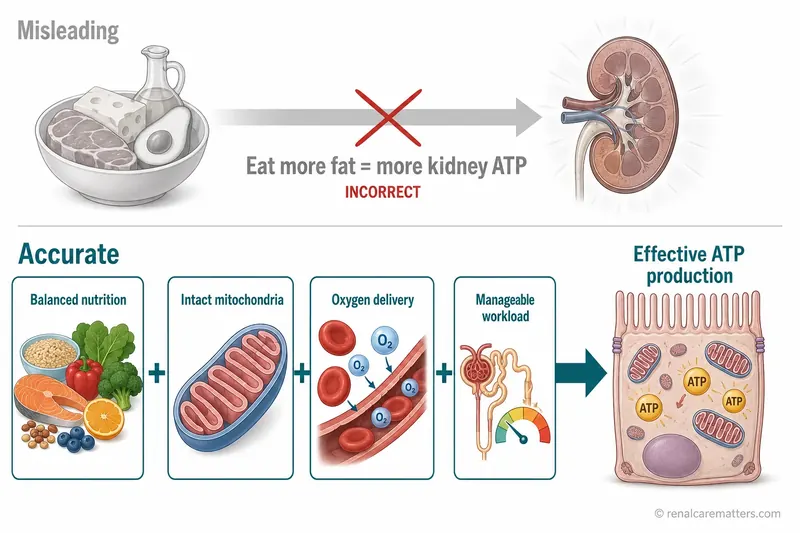 Misleading
Eat more fat = more kidney ATP
INCORRECT
Accurate
Balanced nutrition
+
Intact mitochondria
+
Oxygen delivery
O₂
O₂
O₂
O₂
+
Manageable
workload
Effective ATP
production
ATP
ATP
ATP
© renalcarematters.com